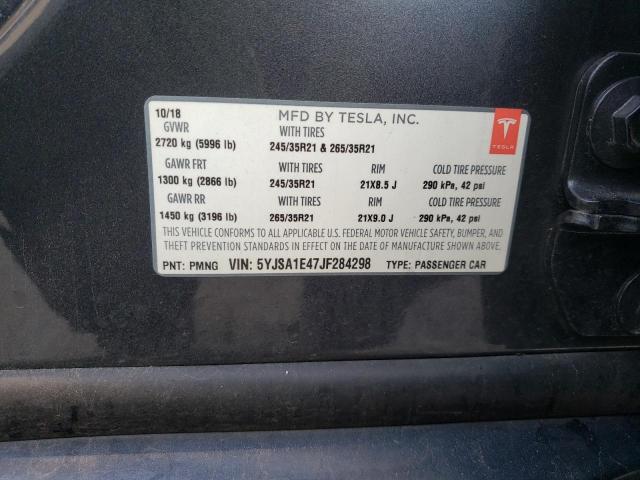 10/18 MFD BY TESLA, INC.
GVWR WITH TIRES
2720 kg (5996 lb) 245/35R21 & 265/35R21
GAWR FRT WITH TIRES RIM COLD TIRE PRESSURE
1300 kg (2866 lb) 245/35R21 21X8.5 J 290 kPa, 42 psi
GAWR RR WITH TIRES RIM COLD TIRE PRESSURE
1450 kg (3196 lb) 265/35R21 21X9.0 J 290 kPa, 42 psi
THIS VEHICLE CONFORMS TO ALL APPLICABLE U.S. FEDERAL MOTOR VEHICLE SAFETY, BUMPER, AND
THEFT PREVENTION STANDARDS IN EFFECT ON THE DATE OF MANUFACTURE SHOWN ABOVE.
PNT: PMNG VIN: 5YJSA1E47JF284298 TYPE: PASSENGER CAR
TESLA